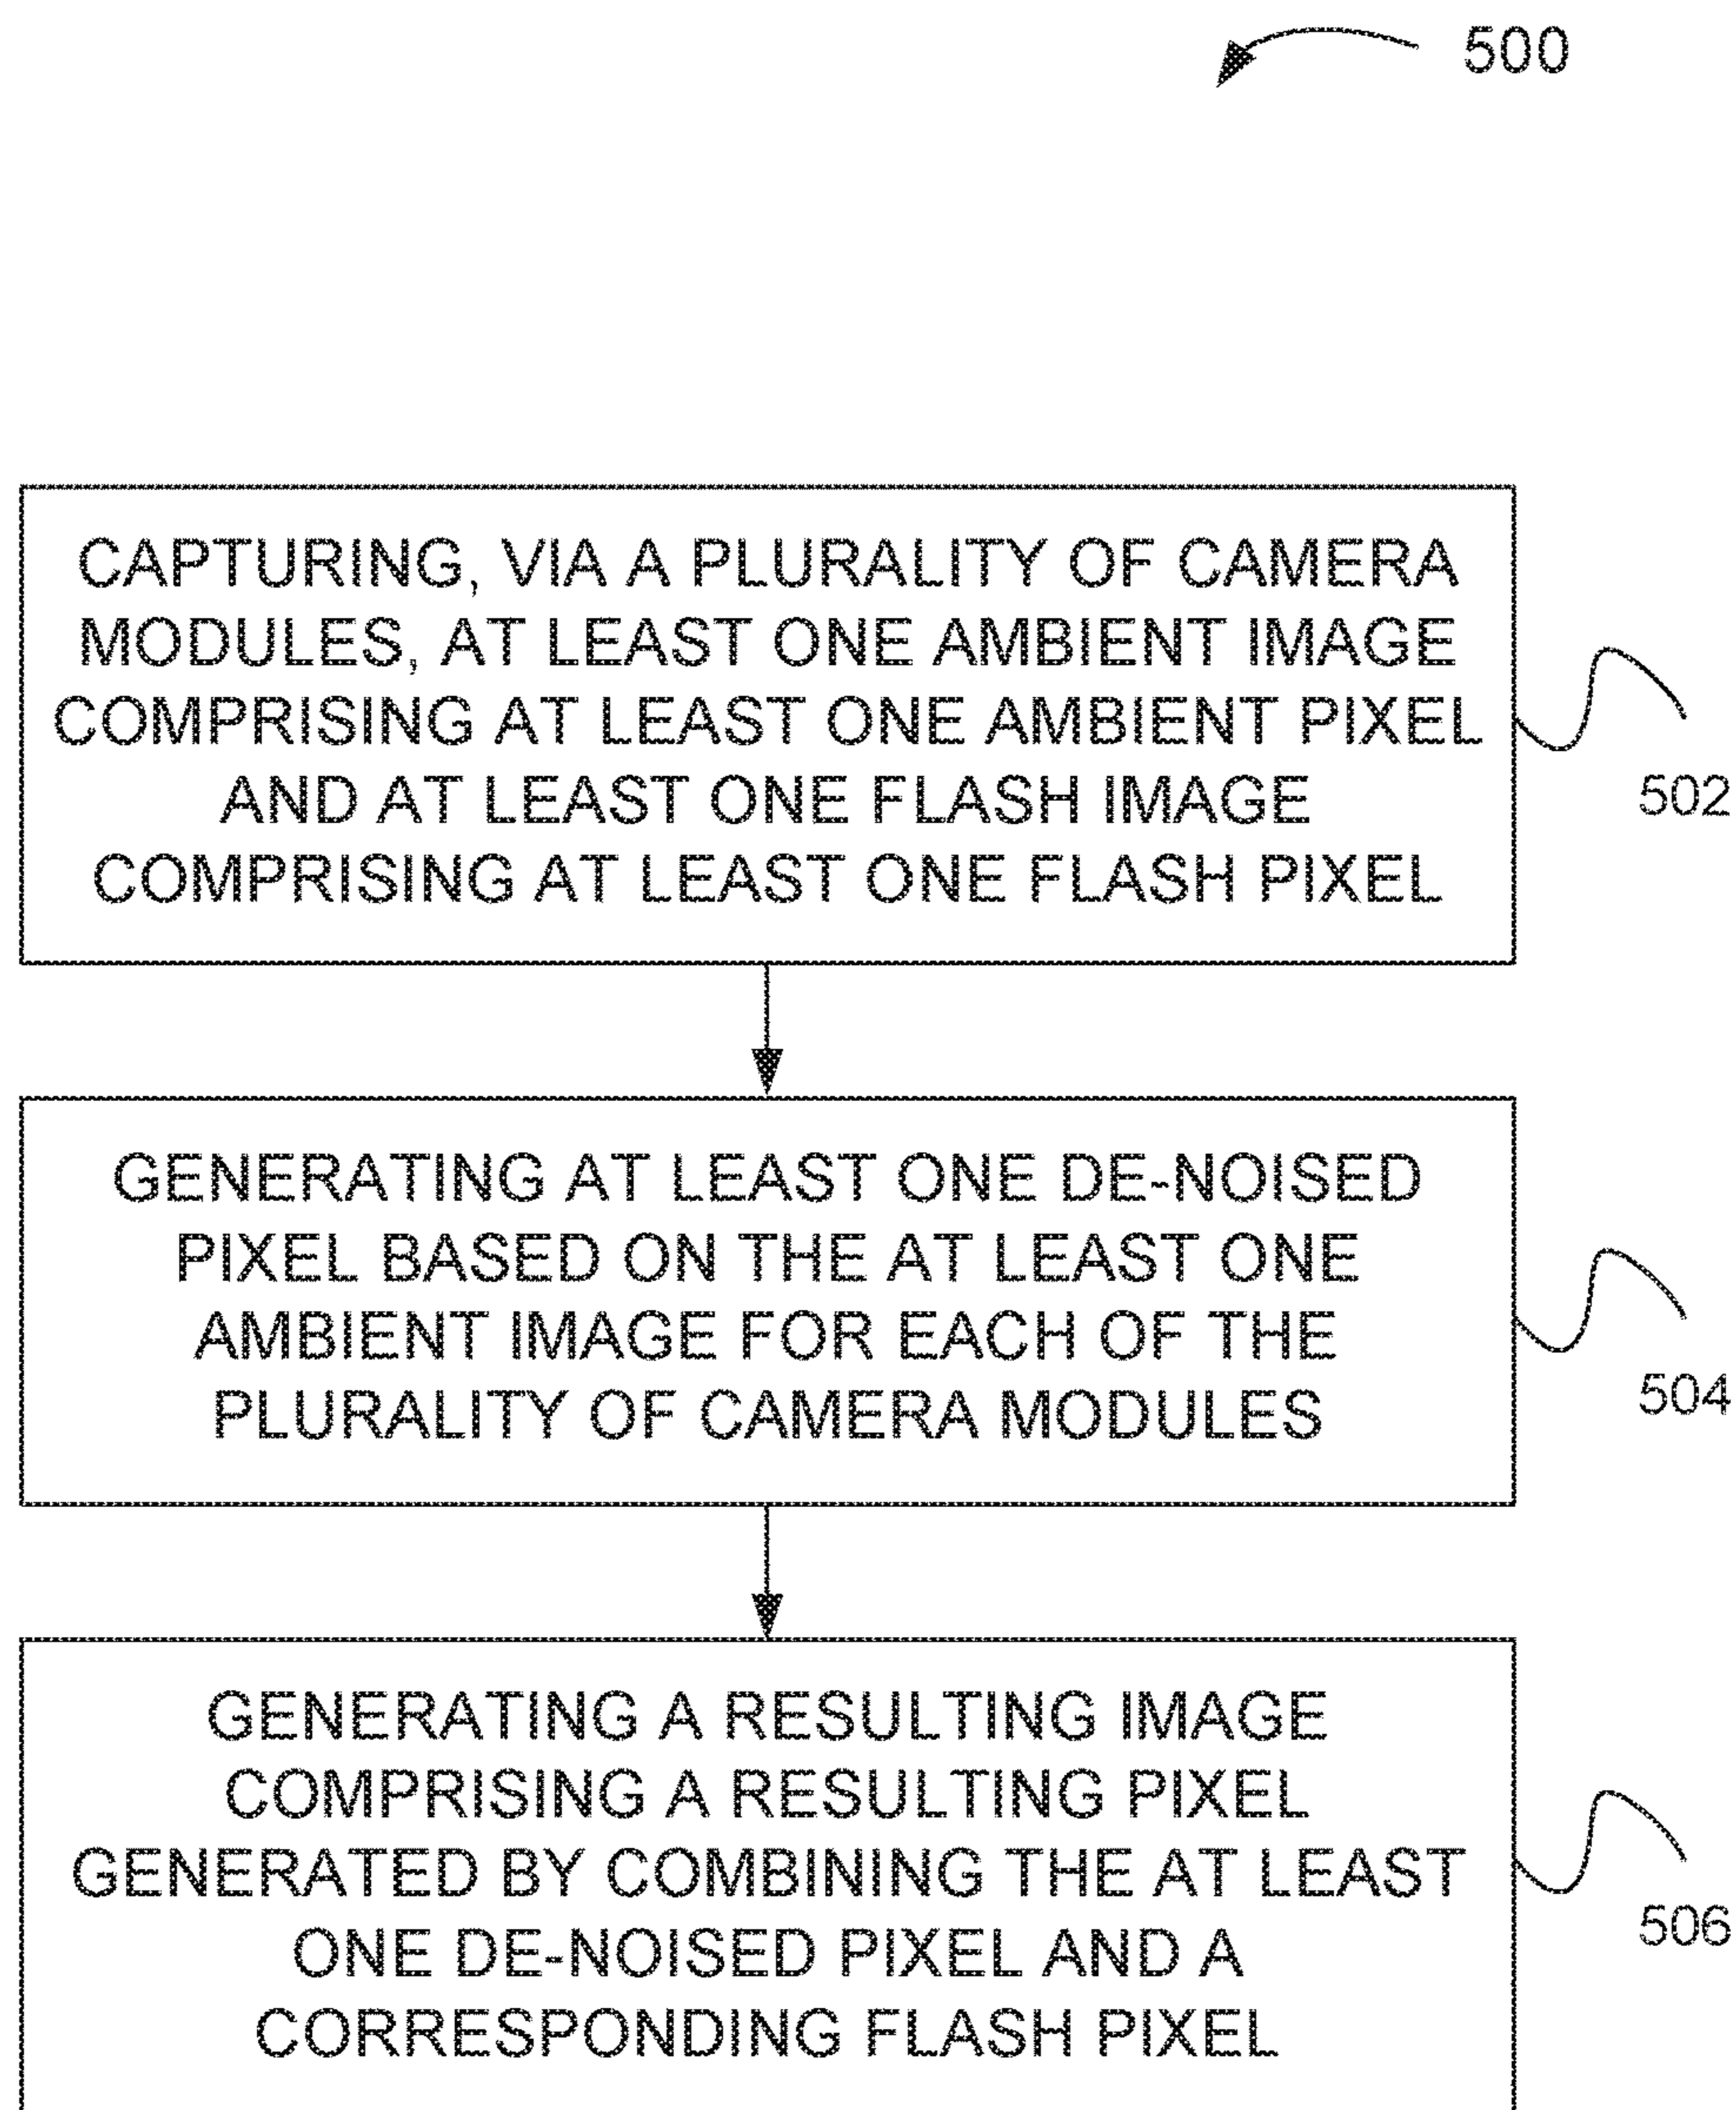 500
CAPTURING, VIA A PLURALITY OF CAMERA
MODULES, AT LEAST ONE AMBIENT IMAGE
COMPRISING AT LEAST ONE AMBIENT PIXEL
AND AT LEAST ONE FLASH IMAGE
COMPRISING AT LEAST ONE FLASH PIXEL
502
GENERATING AT LEAST ONE DE-NOISED
PIXEL BASED ON THE AT LEAST ONE
AMBIENT IMAGE FOR EACH OF THE
PLURALITY OF CAMERA MODULES
504
GENERATING A RESULTING IMAGE
COMPRISING A RESULTING PIXEL
GENERATED BY COMBINING THE AT LEAST
ONE DE-NOISED PIXEL AND A
CORRESPONDING FLASH PIXEL
506